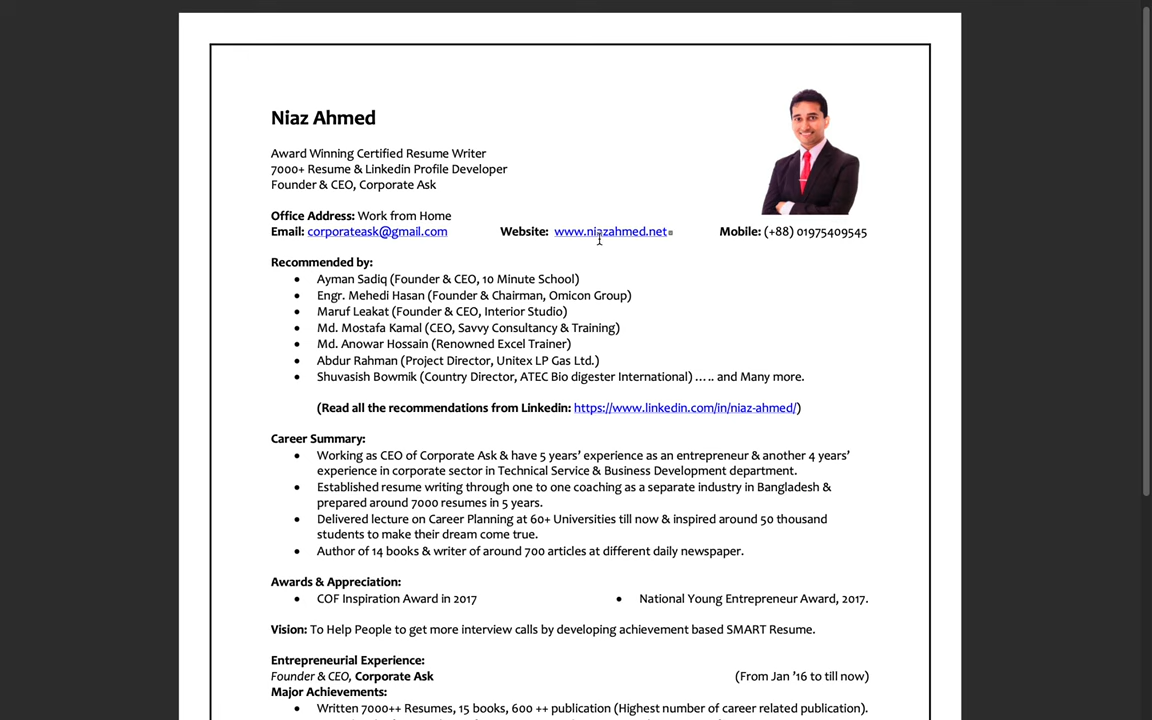 Niaz Ahmed
Award Winning Certified Resume Writer
7000+ Resume & Linkedin Profile Developer
Founder & CEO, Corporate Ask
Office Address: Work from Home
Email: corporateask@gmail.com Website: www.niazahmed.net Mobile: (+88) 01975409545
Recommended by:
• Ayman Sadiq (Founder & CEO, 10 Minute School)
• Engr. Mehedi Hasan (Founder & Chairman, Omicon Group)
• Maruf Leakat (Founder & CEO, Interior Studio)
• Md. Mostafa Kamal (CEO, Savvy Consultancy & Training)
• Md. Anowar Hossain (Renowned Excel Trainer)
• Abdur Rahman (Project Director, Unitex LP Gas Ltd.)
• Shuvasish Bowmik (Country Director, ATEC Bio digester International) ..... and Many more.
(Read all the recommendations from Linkedin: https://www.linkedin.com/in/niaz-ahmed/)
Career Summary:
• Working as CEO of Corporate Ask & have 5 years’ experience as an entrepreneur & another 4 years’
experience in corporate sector in Technical Service & Business Development department.
• Established resume writing through one to one coaching as a separate industry in Bangladesh &
prepared around 7000 resumes in 5 years.
• Delivered lecture on Career Planning at 60+ Universities till now & inspired around 50 thousand
students to make their dream come true.
• Author of 14 books & writer of around 700 articles at different daily newspaper.
Awards & Appreciation:
• COF Inspiration Award in 2017 • National Young Entrepreneur Award, 2017.
Vision: To Help People to get more interview calls by developing achievement based SMART Resume.
Entrepreneurial Experience:
Founder & CEO, Corporate Ask (From Jan ’16 to till now)
Major Achievements:
• Written 7000++ Resumes, 15 books, 600 ++ publication (Highest number of career related publication).